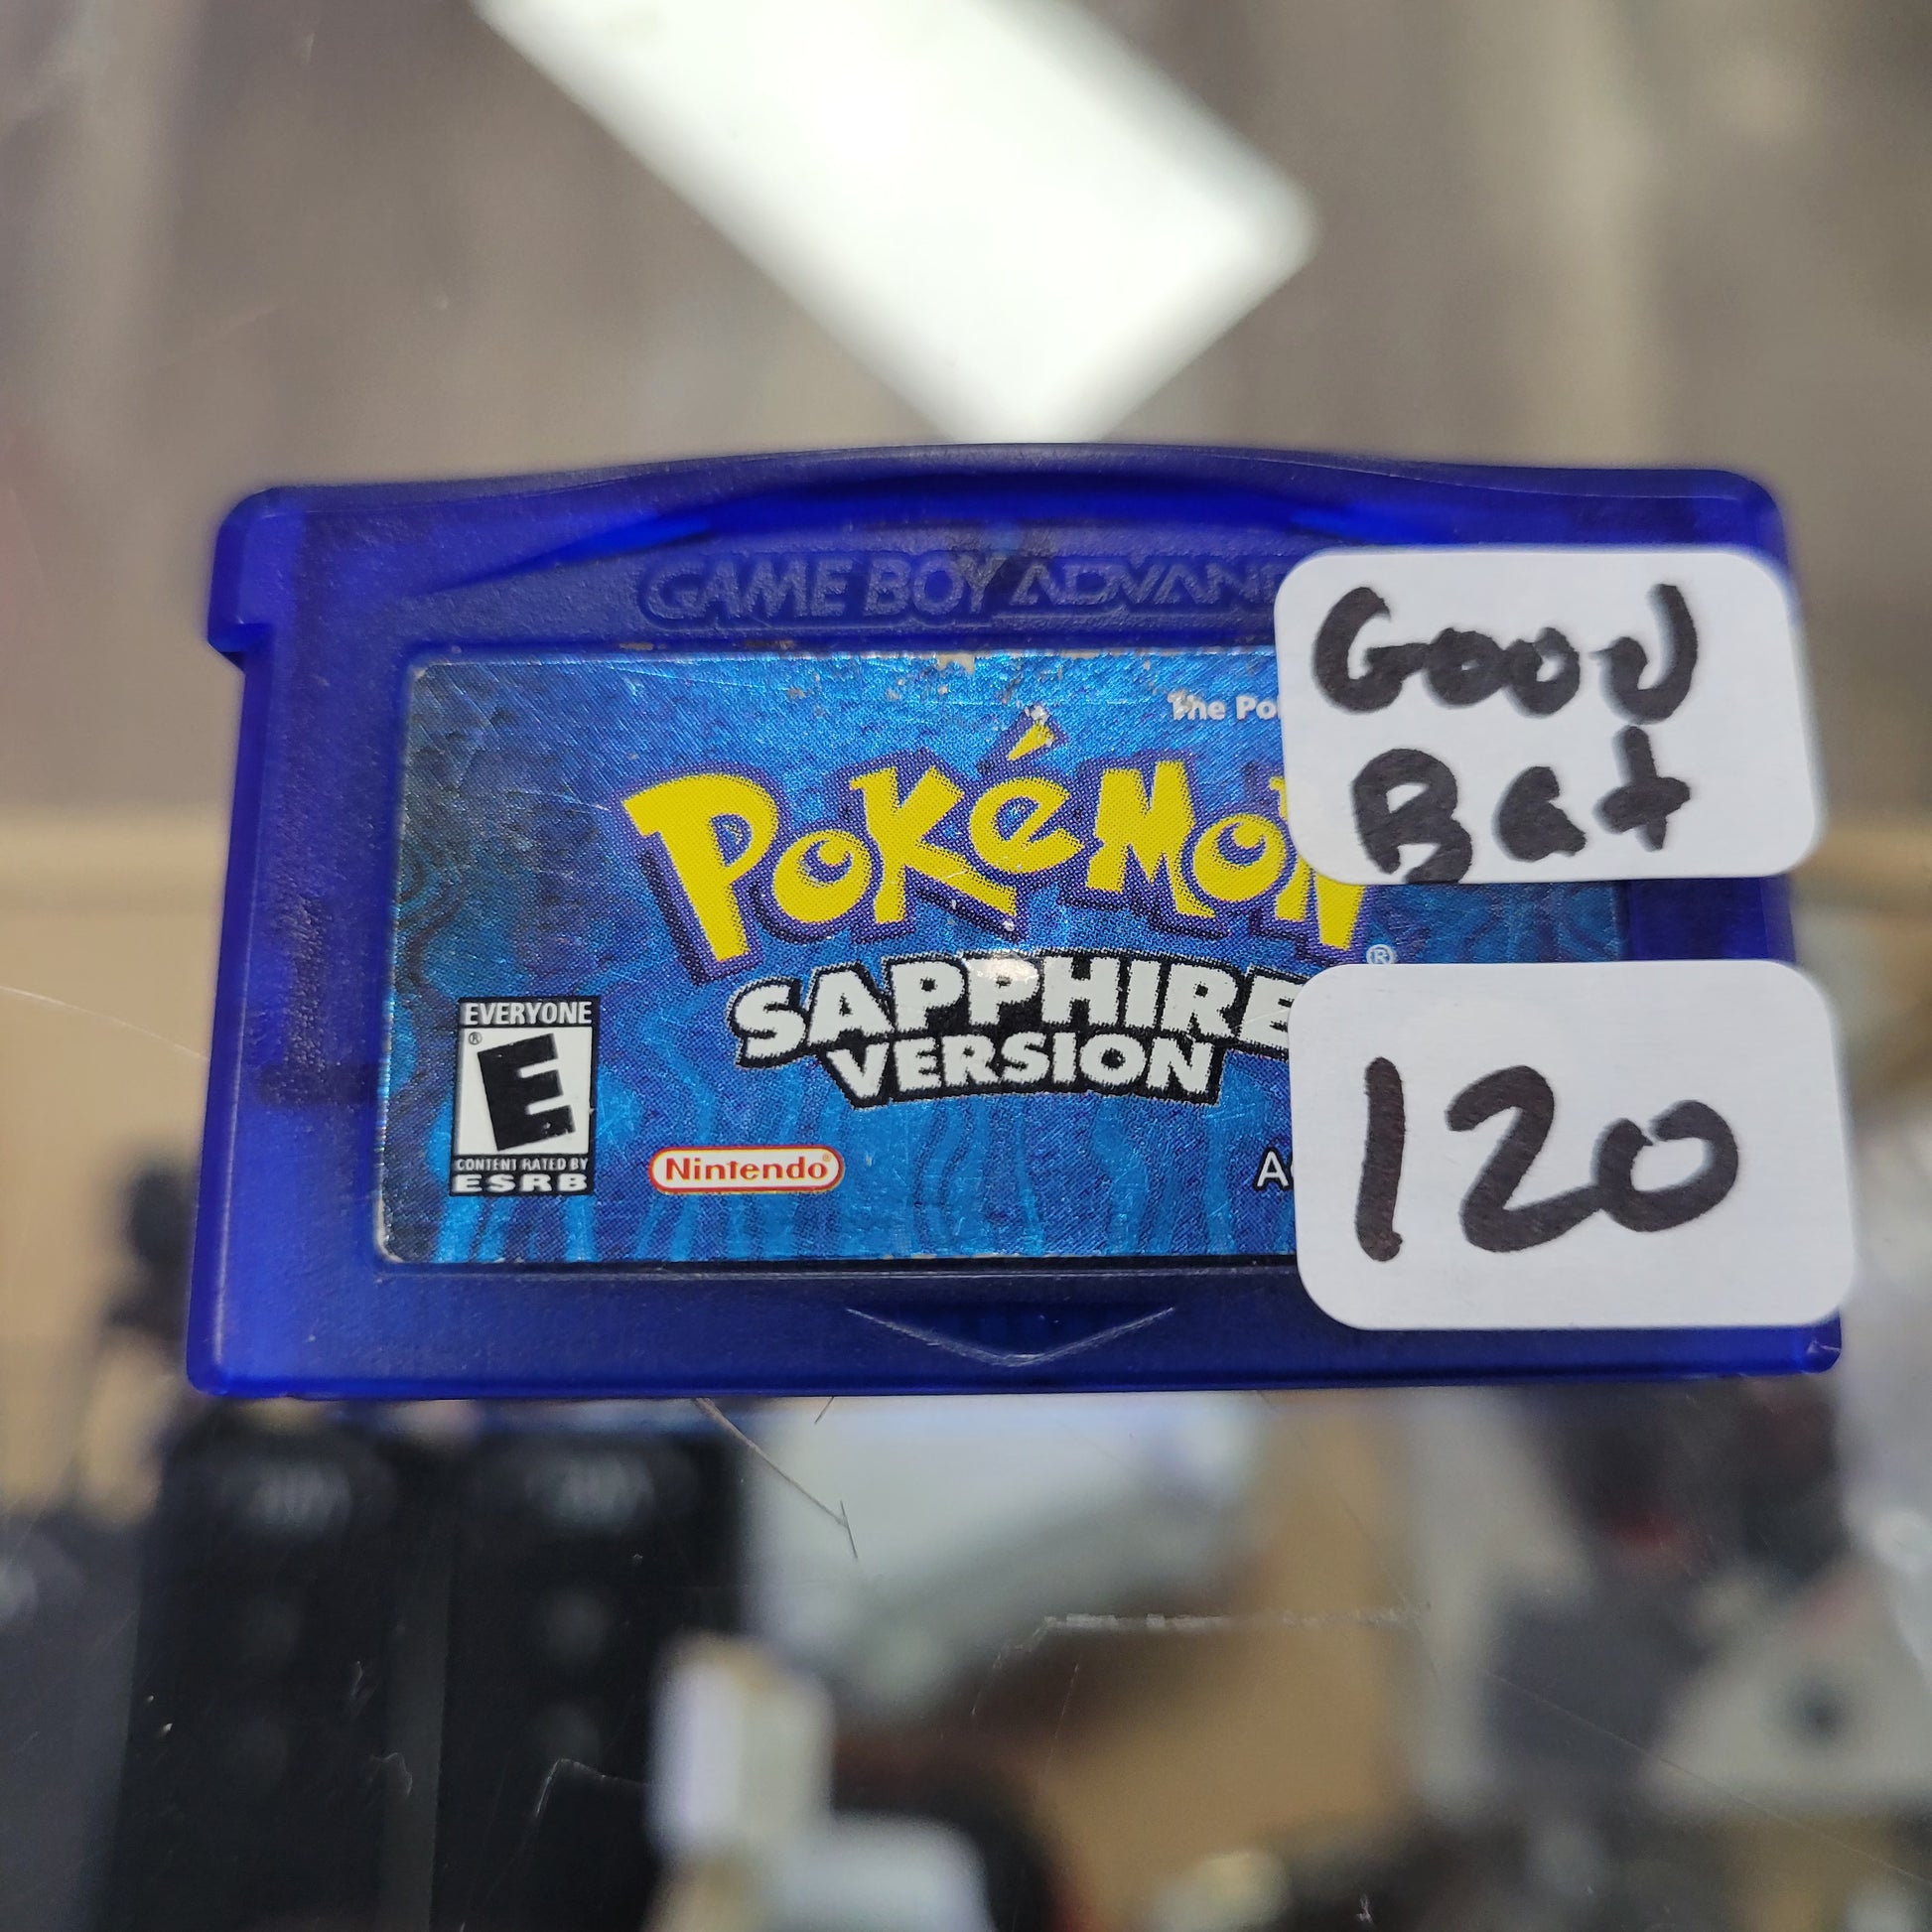 GAME BOY ADVAN
GOOD
Bat
The Po
POKéMON
®
SAPPHIRE
VERSION
EVERYONE
®
E
CONTENT RATED BY
ESRB
Nintendo®
A
120